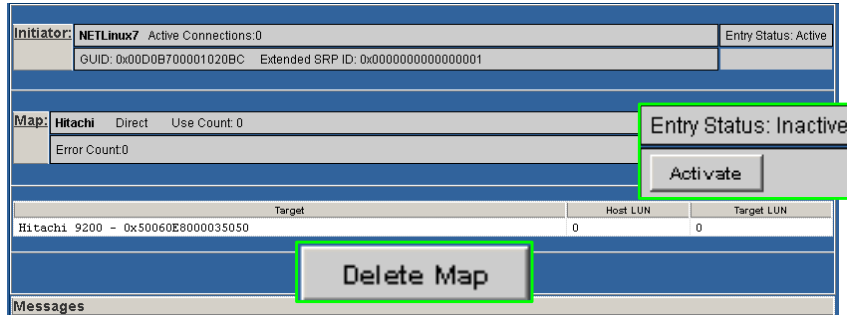 Initiator: NETLinux7 Active Connections:0 Entry Status: Active
GUID: 0x00D0B700001020BC Extended SRP ID: 0x0000000000000001
Map: Hitachi Direct Use Count: 0 Entry Status: Inactive
Error Count:0 Activate
Target Host LUN Target LUN
Hitachi 9200 - 0x50060E8000035050 0 0
Delete Map
Messages